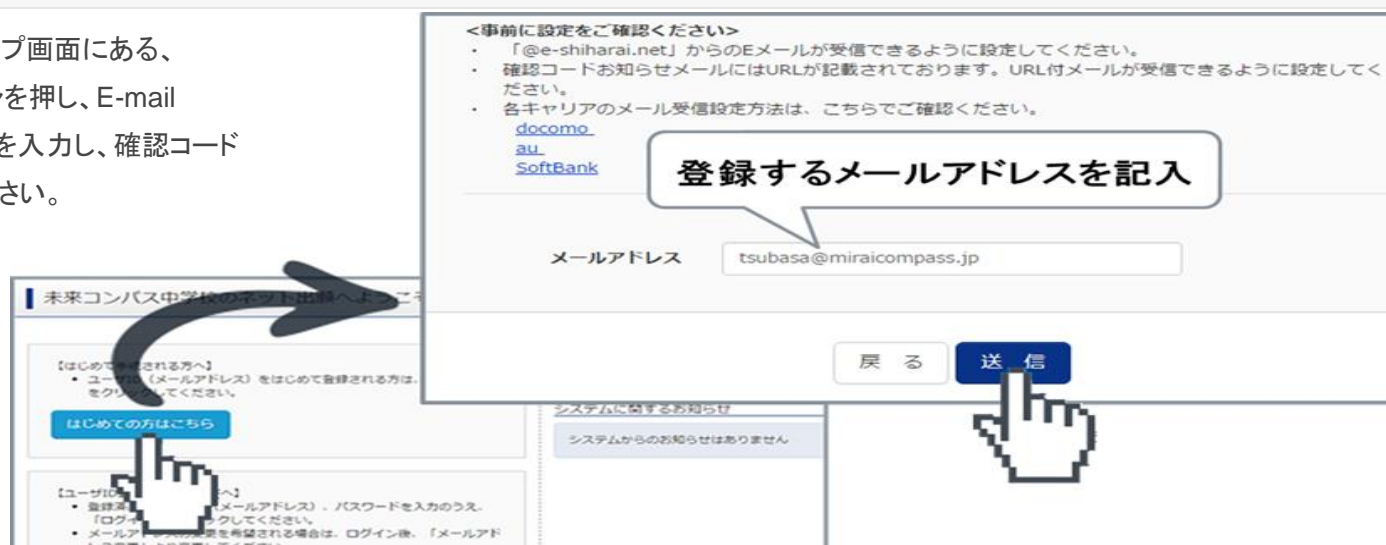 プ画面にある、
を押し、E-mail
を入力し、確認コード
さい。
<事前に設定をご確認ください>
・ 「@e-shiharai.net」からのEメールが受信できるように設定してください。
・ 確認コードお知らせメールにはURLが記載されております。URL付メールが受信できるように設定してく
ださい。
・ 各キャリアのメール受信設定方法は、こちらでご確認ください。
docomo
au
SoftBank
登録するメールアドレスを記入
メールアドレス tsubasa@miraicompass.jp
戻 る 送 信
未来コンパス中学校のネット出願へようこそ
【はじめて される方へ】
• ユーザID（メールアドレス）をはじめて登録される方は、
をクリックしてください。
はじめての方はこちら
システムに関するお知らせ
システムからのお知らせはありません
【ユーザID へ】
• 登録 （メールアドレス）、パスワードを入力のうえ、
「ログイ クしてください。
• メールアドレスの変更を希望される場合は、ログイン後、「メールアド